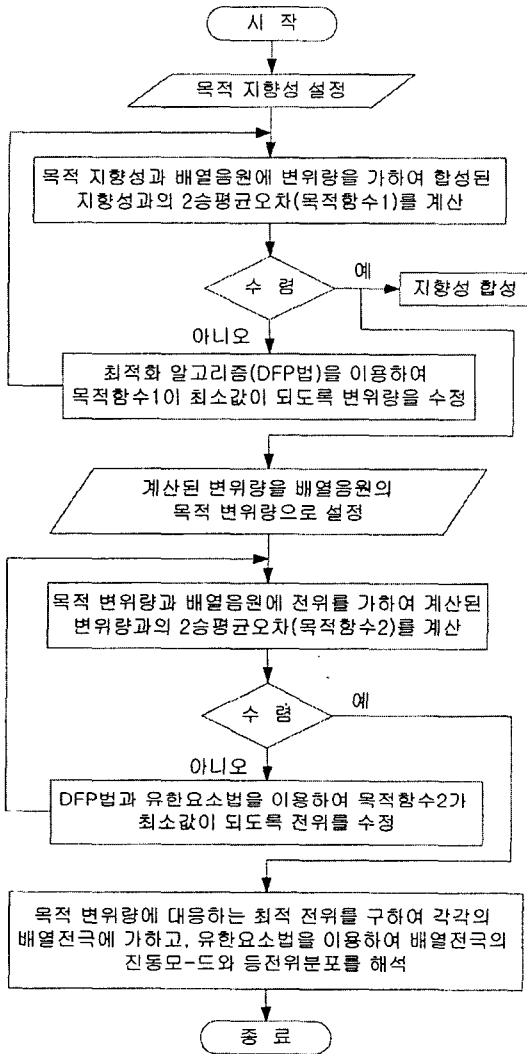 시 작
목적 지향성 설정
목적 지향성과 배열음원에 변위량을 가하여 합성된
지향성과의 2승평균오차(목적함수1)를 계산
수 렴
예
지향성 합성
아니오
최적화 알고리즘(DFP법)을 이용하여
목적함수1이 최소값이 되도록 변위량을 수정
계산된 변위량을 배열음원의
목적 변위량으로 설정
목적 변위량과 배열음원에 전위를 가하여 계산된
변위량과의 2승평균오차(목적함수2)를 계산
수 렴
예
아니오
DFP법과 유한요소법을 이용하여 목적함수2가
최소값이 되도록 전위를 수정
목적 변위량에 대응하는 최적 전위를 구하여 각각의
배열전극에 가하고, 유한요소법을 이용하여 배열전극의
진동모-드와 등전위분포를 해석
종 료